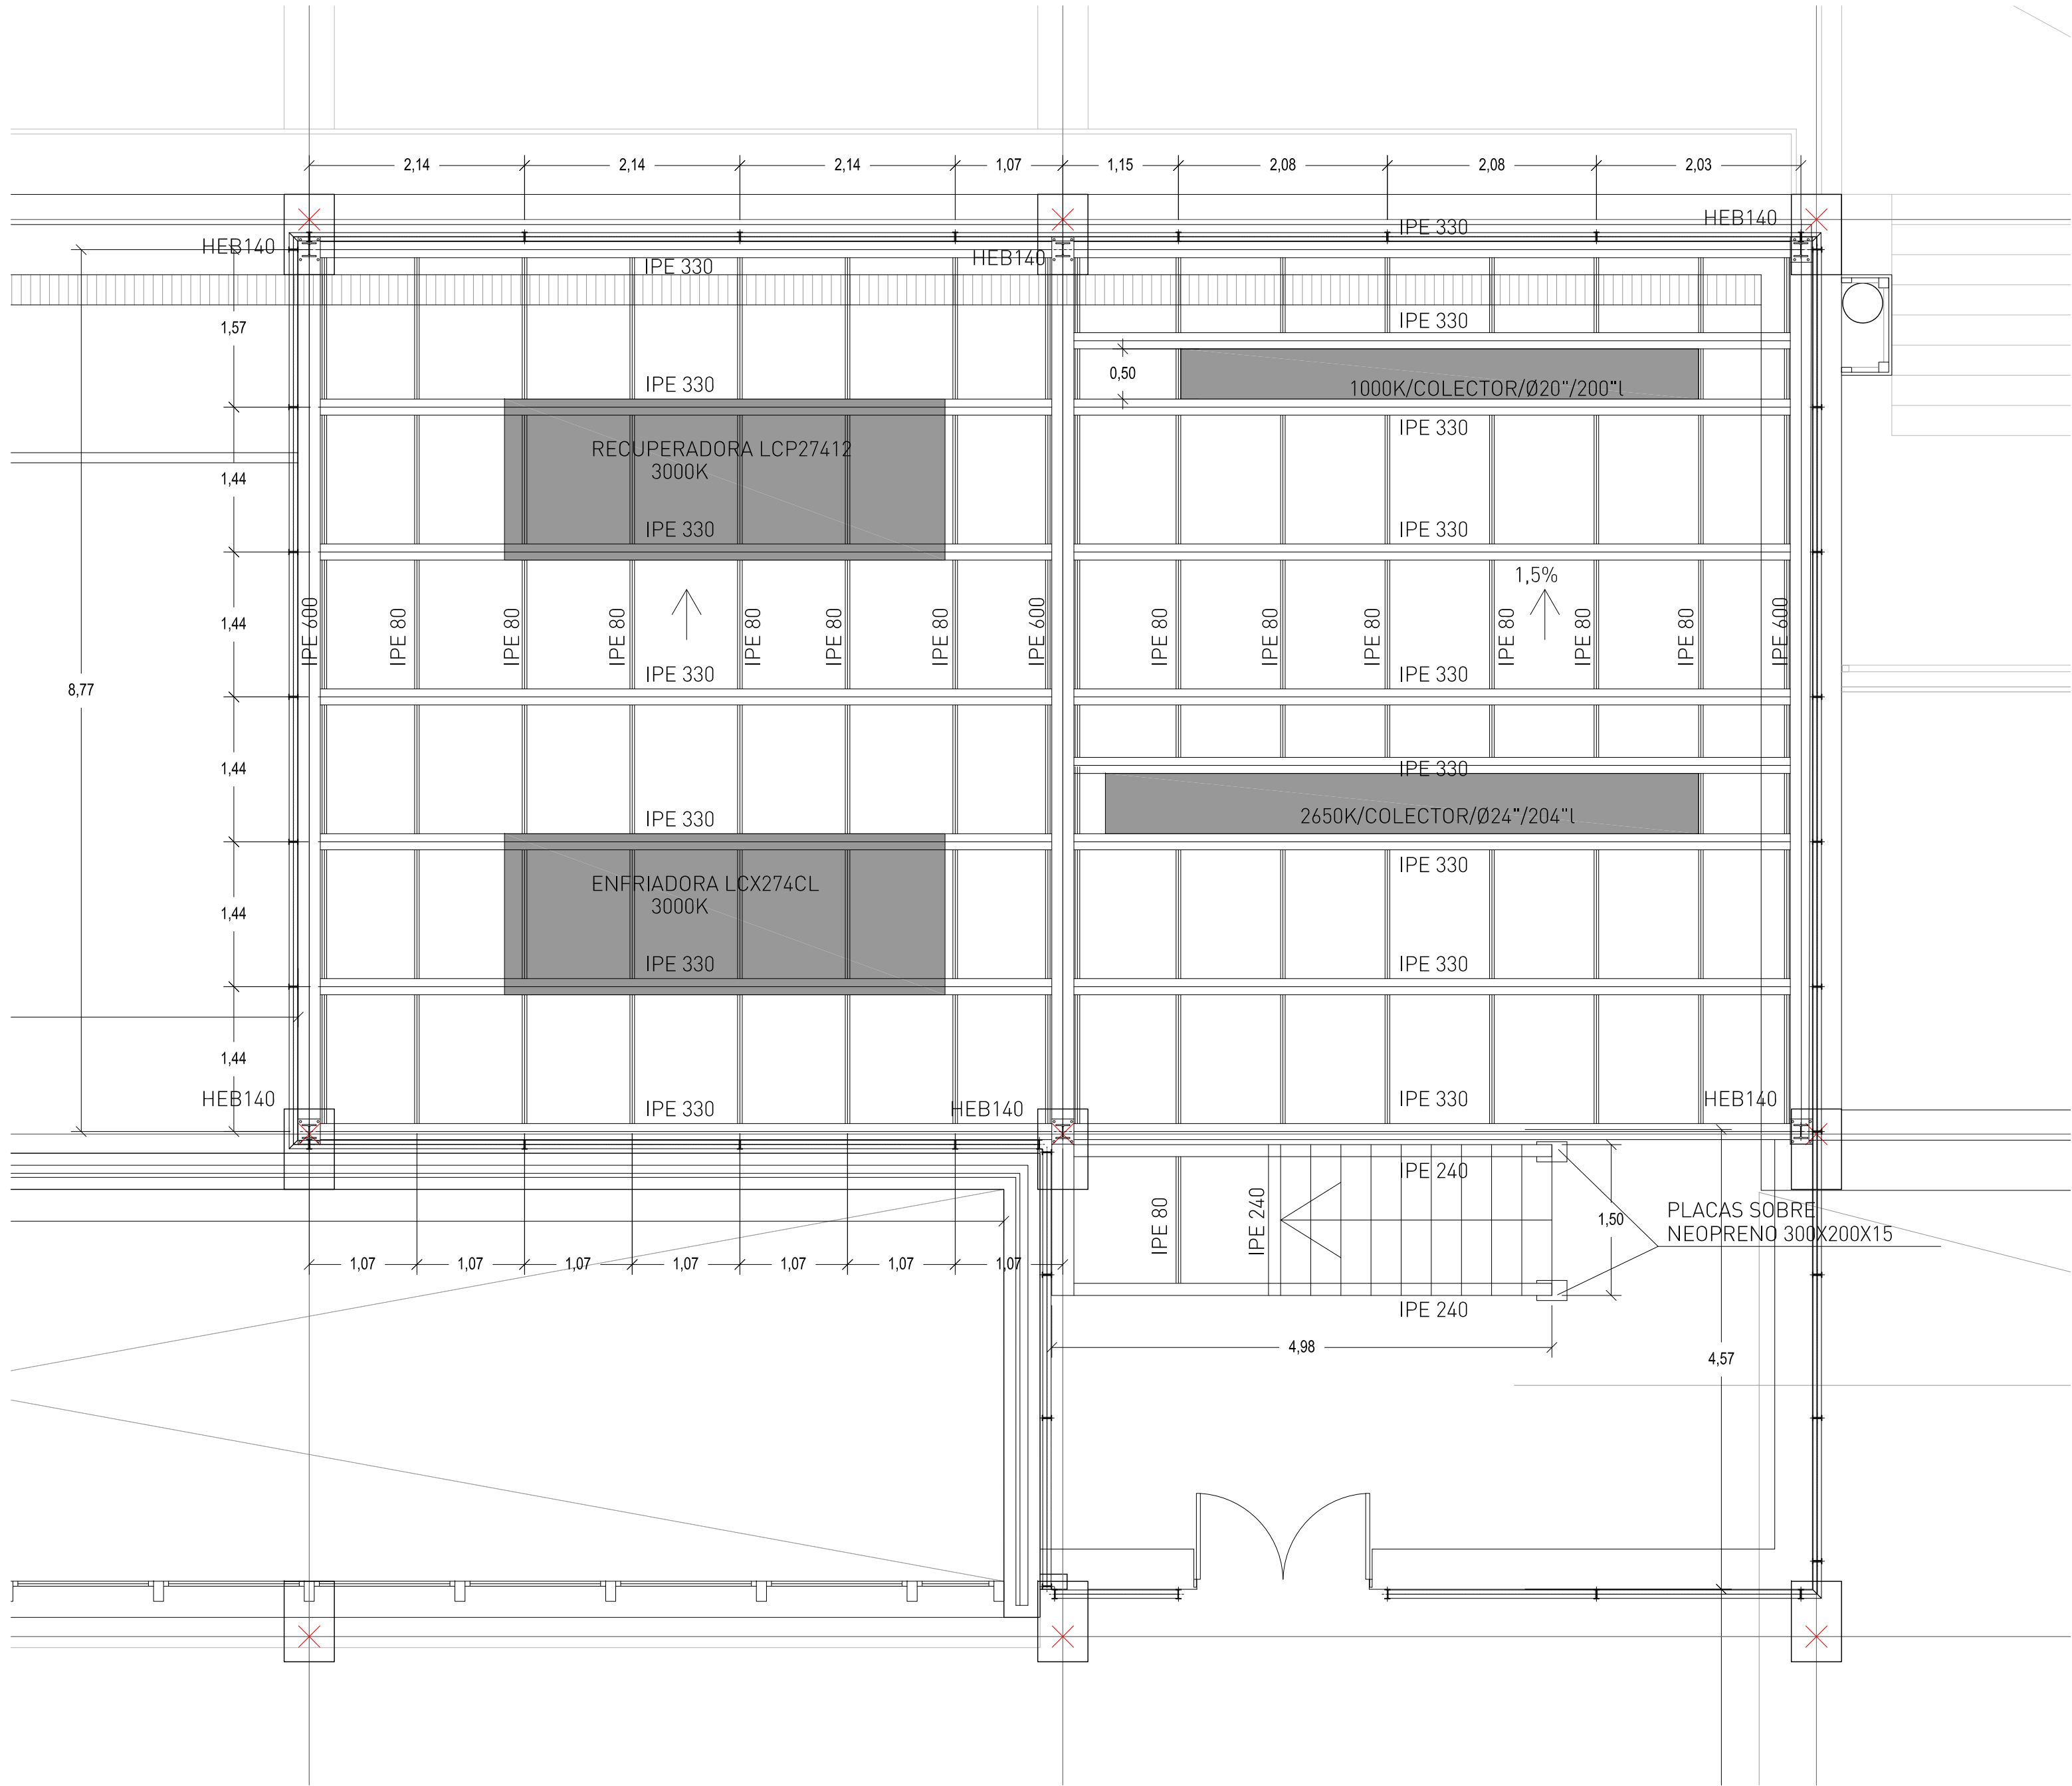 2,14
2,14
2,14
1,07
1,15
2,08
2,08
2,03
HEB140
IPE 330
HEB140
HEB140
IPE 330
1,57
IPE 330
0,50
IPE 330
1000K/COLECTOR/Ø20"/200"l
IPE 330
RECUPERADORA LCP27412
3000K
1,44
IPE 330
IPE 330
1,5%
1,44
IPE 600
IPE 80
IPE 80
IPE 80
IPE 80
IPE 80
IPE 80
IPE 600
IPE 80
IPE 80
IPE 80
IPE 80
IPE 80
IPE 80
IPE 600
8,77
IPE 330
IPE 330
1,44
IPE 330
IPE 330
2650K/COLECTOR/Ø24"/204"l
IPE 330
ENFRIADORA LCX274CL
3000K
1,44
IPE 330
IPE 330
1,44
HEB140
IPE 330
HEB140
IPE 330
HEB140
IPE 240
IPE 80
IPE 240
1,50
PLACAS SOBRE
NEOPRENO 300X200X15
1,07
1,07
1,07
1,07
1,07
1,07
1,07
IPE 240
4,98
4,57